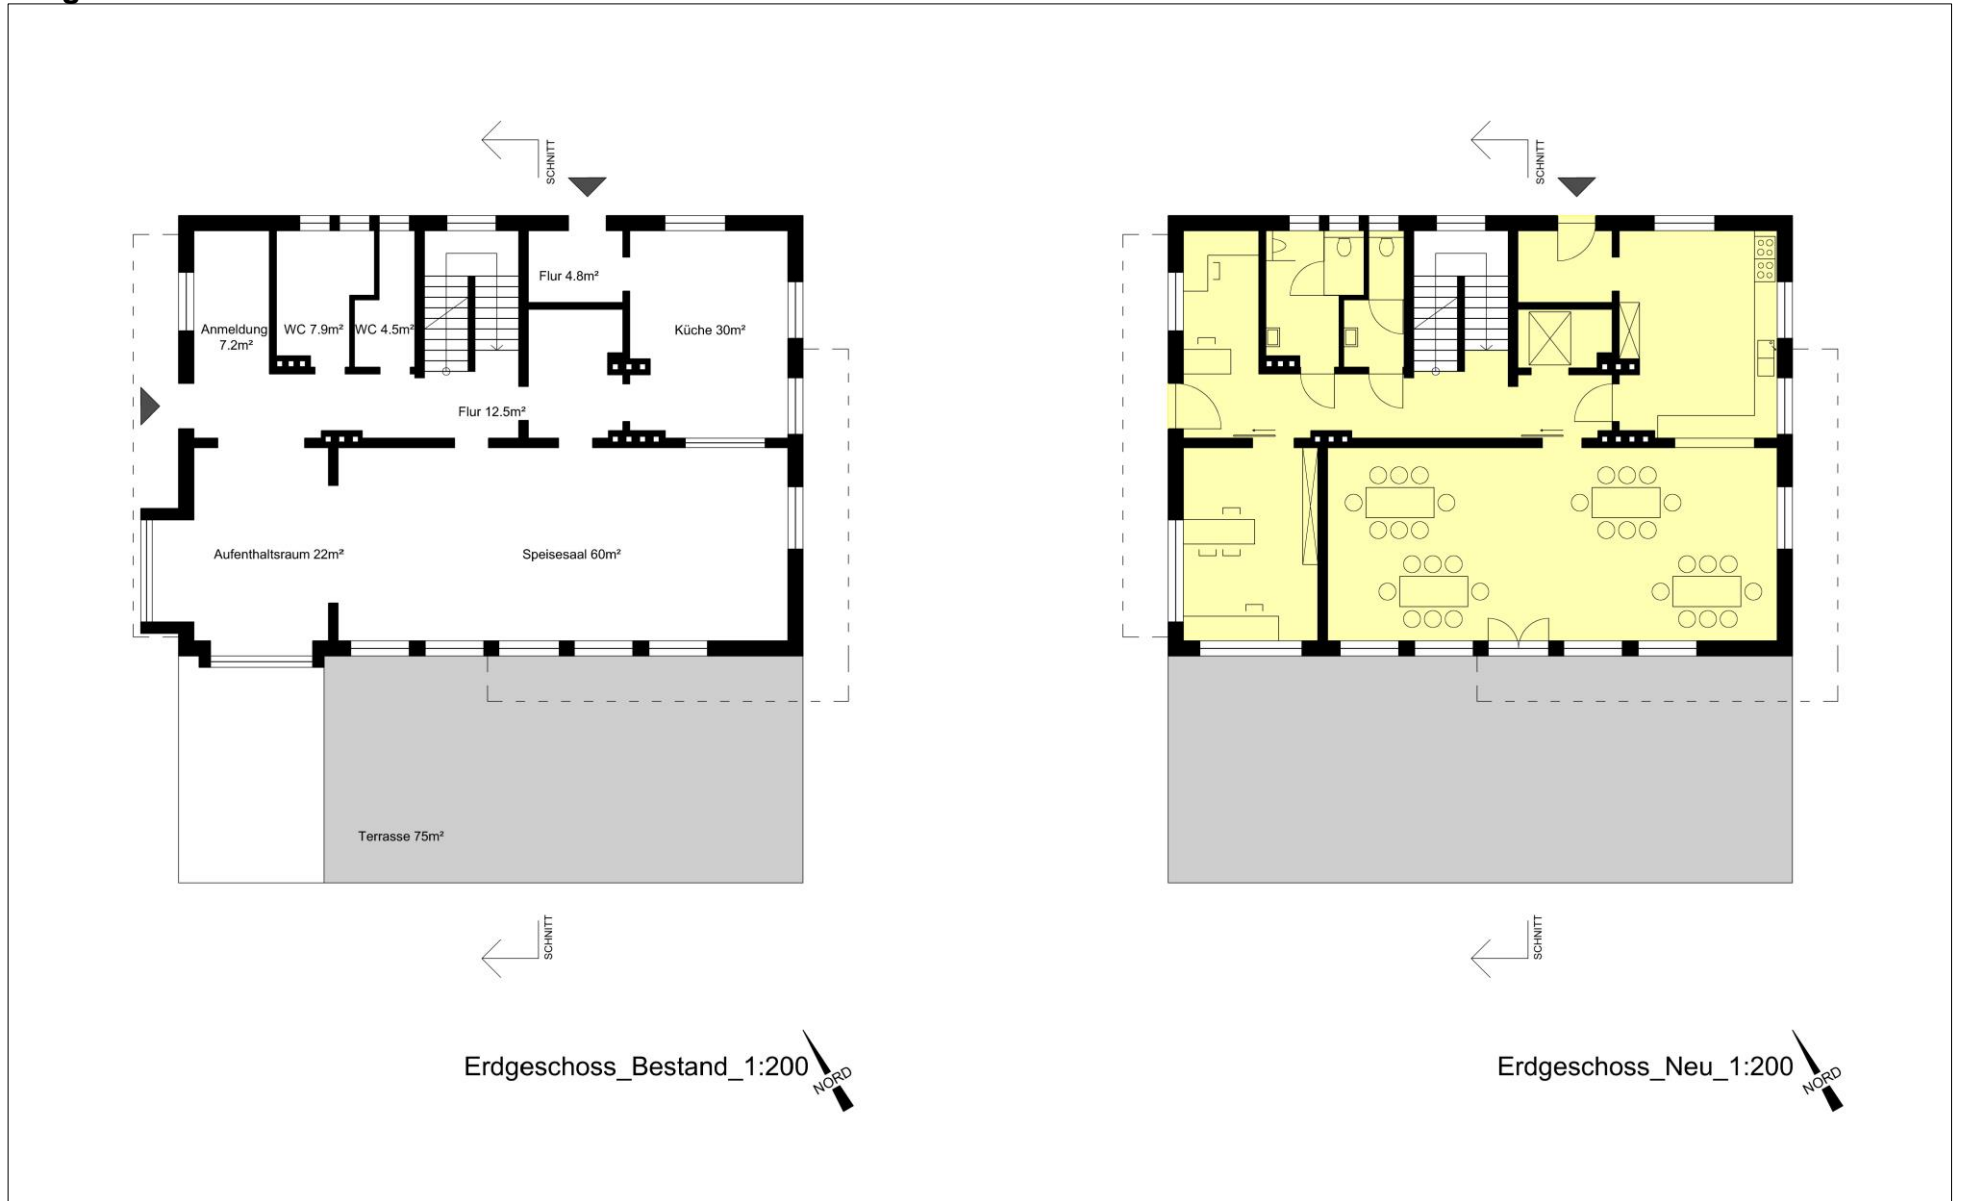 SCHNITT
SCHNITT
Flur 4.8m²
Anmeldung
7.2m²
WC 7.9m²
WC 4.5m²
Küche 30m²
Flur 12.5m²
Aufenthaltsraum 22m²
Speisesaal 60m²
Terrasse 75m²
SCHNITT
SCHNITT
Erdgeschoss_Bestand_1:200
NORD
Erdgeschoss_Neu_1:200
NORD